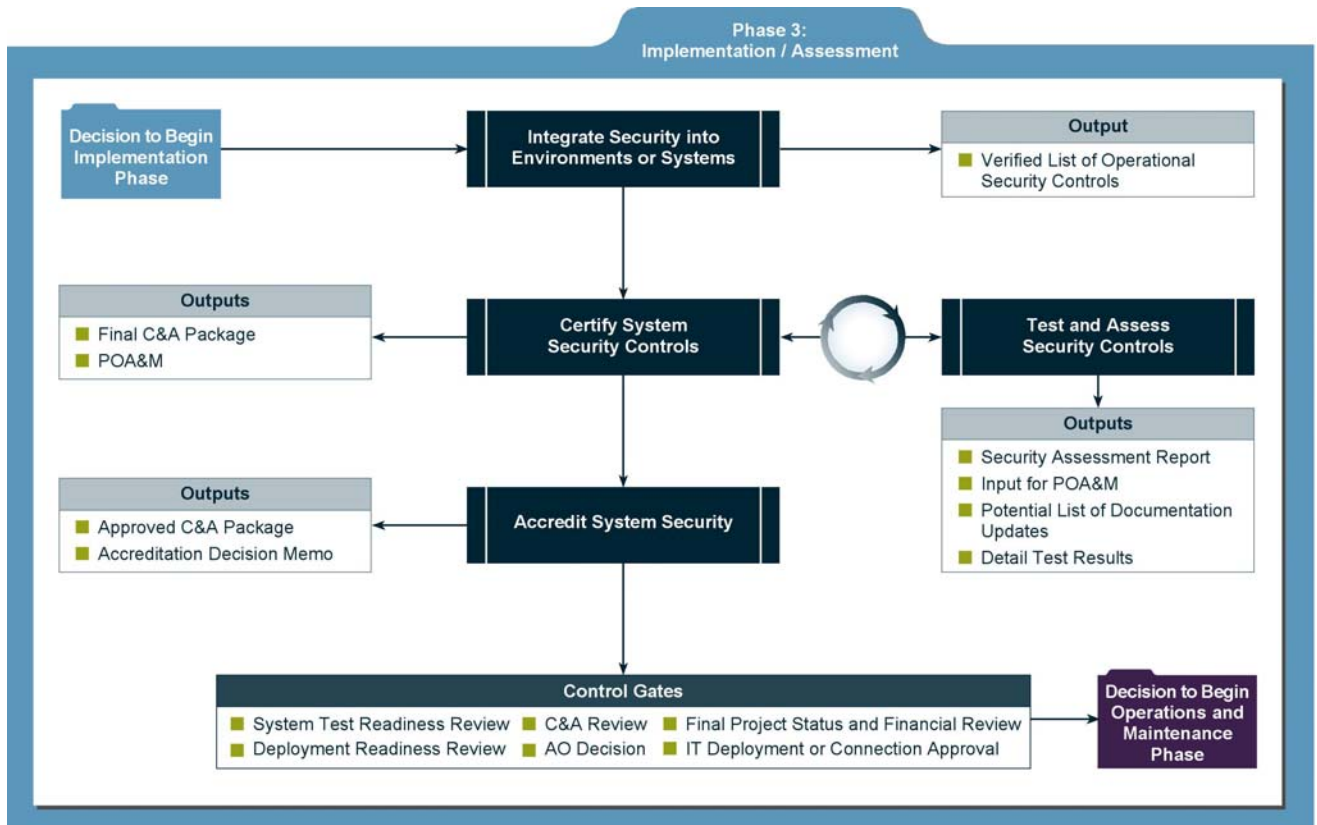 Phase 3:
Implementation / Assessment
Decision to Begin
Implementation
Phase
Integrate Security into
Environments or Systems
Output
Verified List of Operational
Security Controls
Outputs
Final C&A Package
POA&M
Certify System
Security Controls
Test and Assess
Security Controls
Outputs
Security Assessment Report
Input for POA&M
Potential List of Documentation
Updates
Detail Test Results
Outputs
Approved C&A Package
Accreditation Decision Memo
Accredit System Security
Control Gates
System Test Readiness Review
C&A Review
Final Project Status and Financial Review
Deployment Readiness Review
AO Decision
IT Deployment or Connection Approval
Decision to Begin
Operations and
Maintenance
Phase